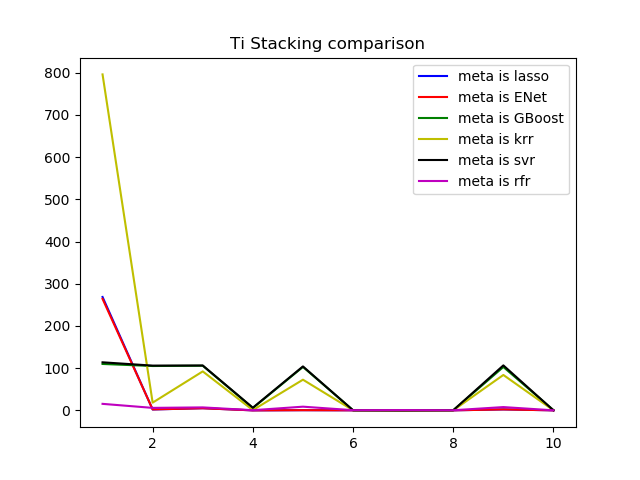 Ti Stacking comparison
800
700
600
500
400
300
200
100
0
meta is lasso
meta is ENet
meta is GBoost
meta is krr
meta is svr
meta is rfr
2 4 6 8 10